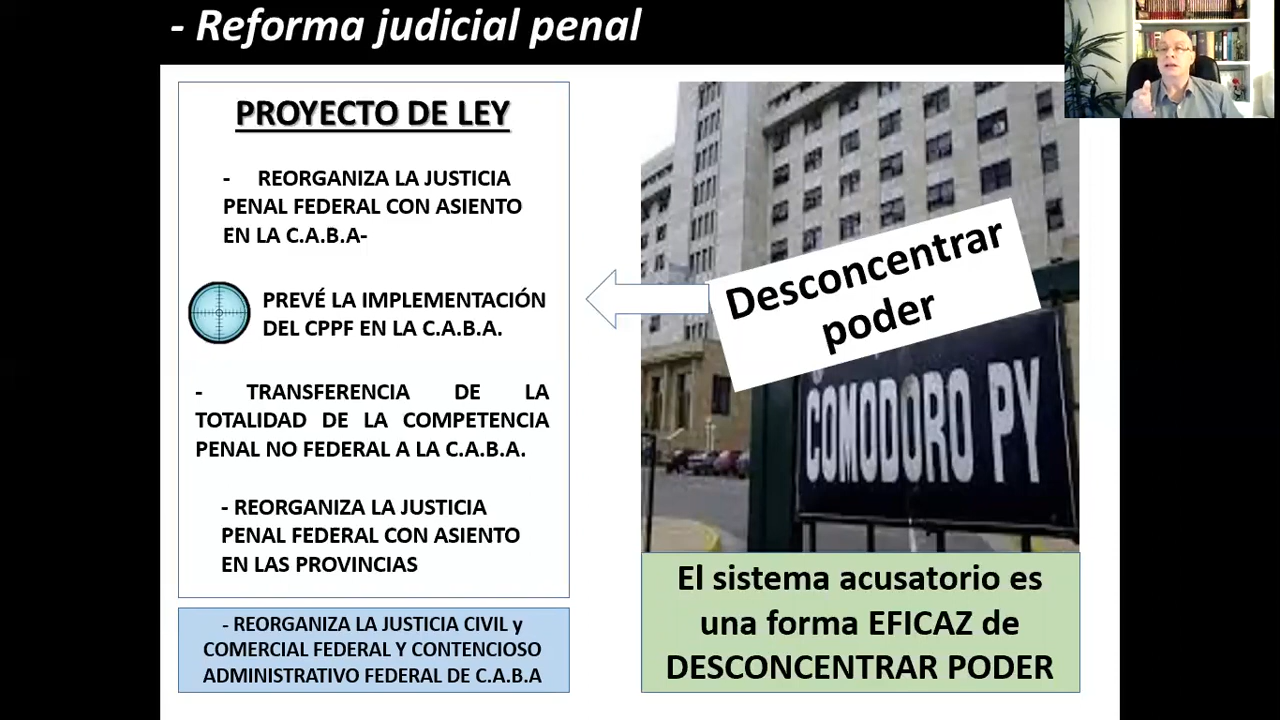 - Reforma judicial penal
PROYECTO DE LEY
- REORGANIZA LA JUSTICIA
PENAL FEDERAL CON ASIENTO
EN LA C.A.B.A-
PREVÉ LA IMPLEMENTACIÓN
DEL CPPF EN LA C.A.B.A.
- TRANSFERENCIA DE LA
TOTALIDAD DE LA COMPETENCIA
PENAL NO FEDERAL A LA C.A.B.A.
- REORGANIZA LA JUSTICIA
PENAL FEDERAL CON ASIENTO
EN LAS PROVINCIAS
- REORGANIZA LA JUSTICIA CIVIL y
COMERCIAL FEDERAL Y CONTENCIOSO
ADMINISTRATIVO FEDERAL DE C.A.B.A
Desconcentrar
poder
COMODORO PY
El sistema acusatorio es
una forma EFICAZ de
DESCONCENTRAR PODER